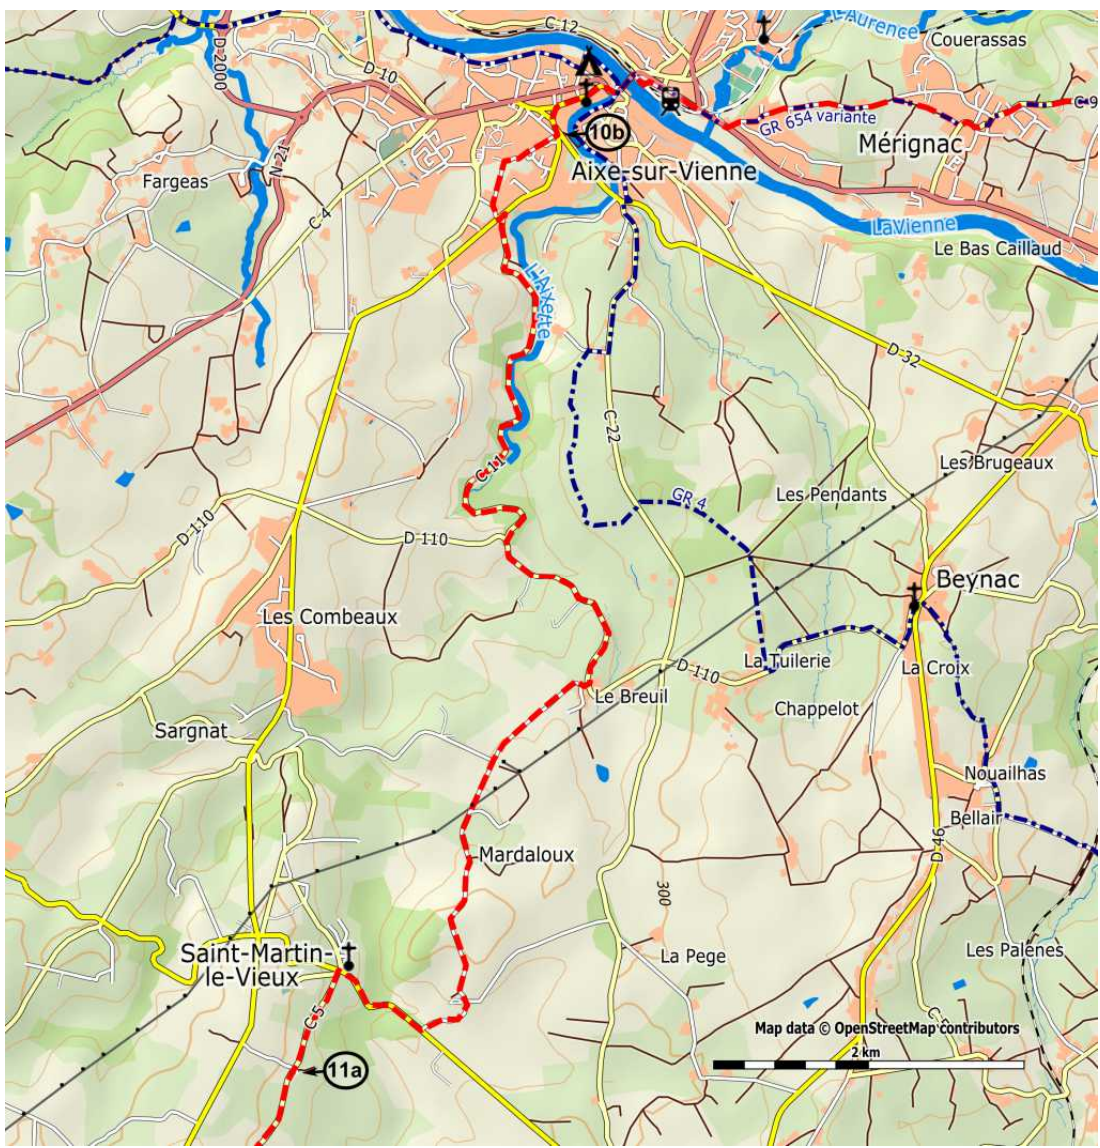 C 12
L'Aurence
Couerassas
D 2000
D 10
C 9
GR 654 variante
Mérignac
10b
Aixe-sur-Vienne
Fargeas
N 21
C 4
LaVienne
Le Bas Caillaud
L'Aixette
D 32
C 22
Les Brugeaux
C 11
Les Pendants
GR 4
D 110
D 110
Beynac
Les Combeaux
La Tuilerie
La Croix
D 110
Le Breuil
Chappelot
Sargnat
Nouailhas
Bellair
D 46
Mardaloux
300
Saint-Martin-
le-Vieux
La Pege
Les Palènes
C 5
Map data © OpenStreetMap contributors
2 km
11a